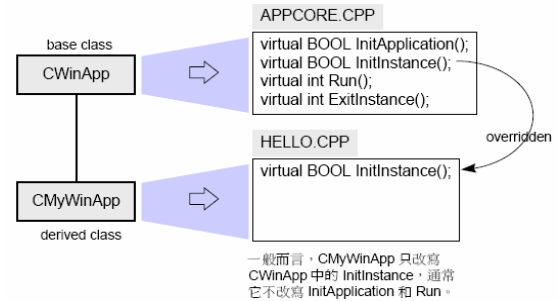 APPCORE.CPP
base class
CWinApp
virtual BOOL InitApplication();
virtual BOOL InitInstance();
virtual int Run();
virtual int ExitInstance();
overridden
HELLO.CPP
virtual BOOL InitInstance();
CMyWinApp
derived class
一般而言，CMyWinApp 只改寫
CWinApp 中的 InitInstance，通常
它不改寫 InitApplication 和 Run。